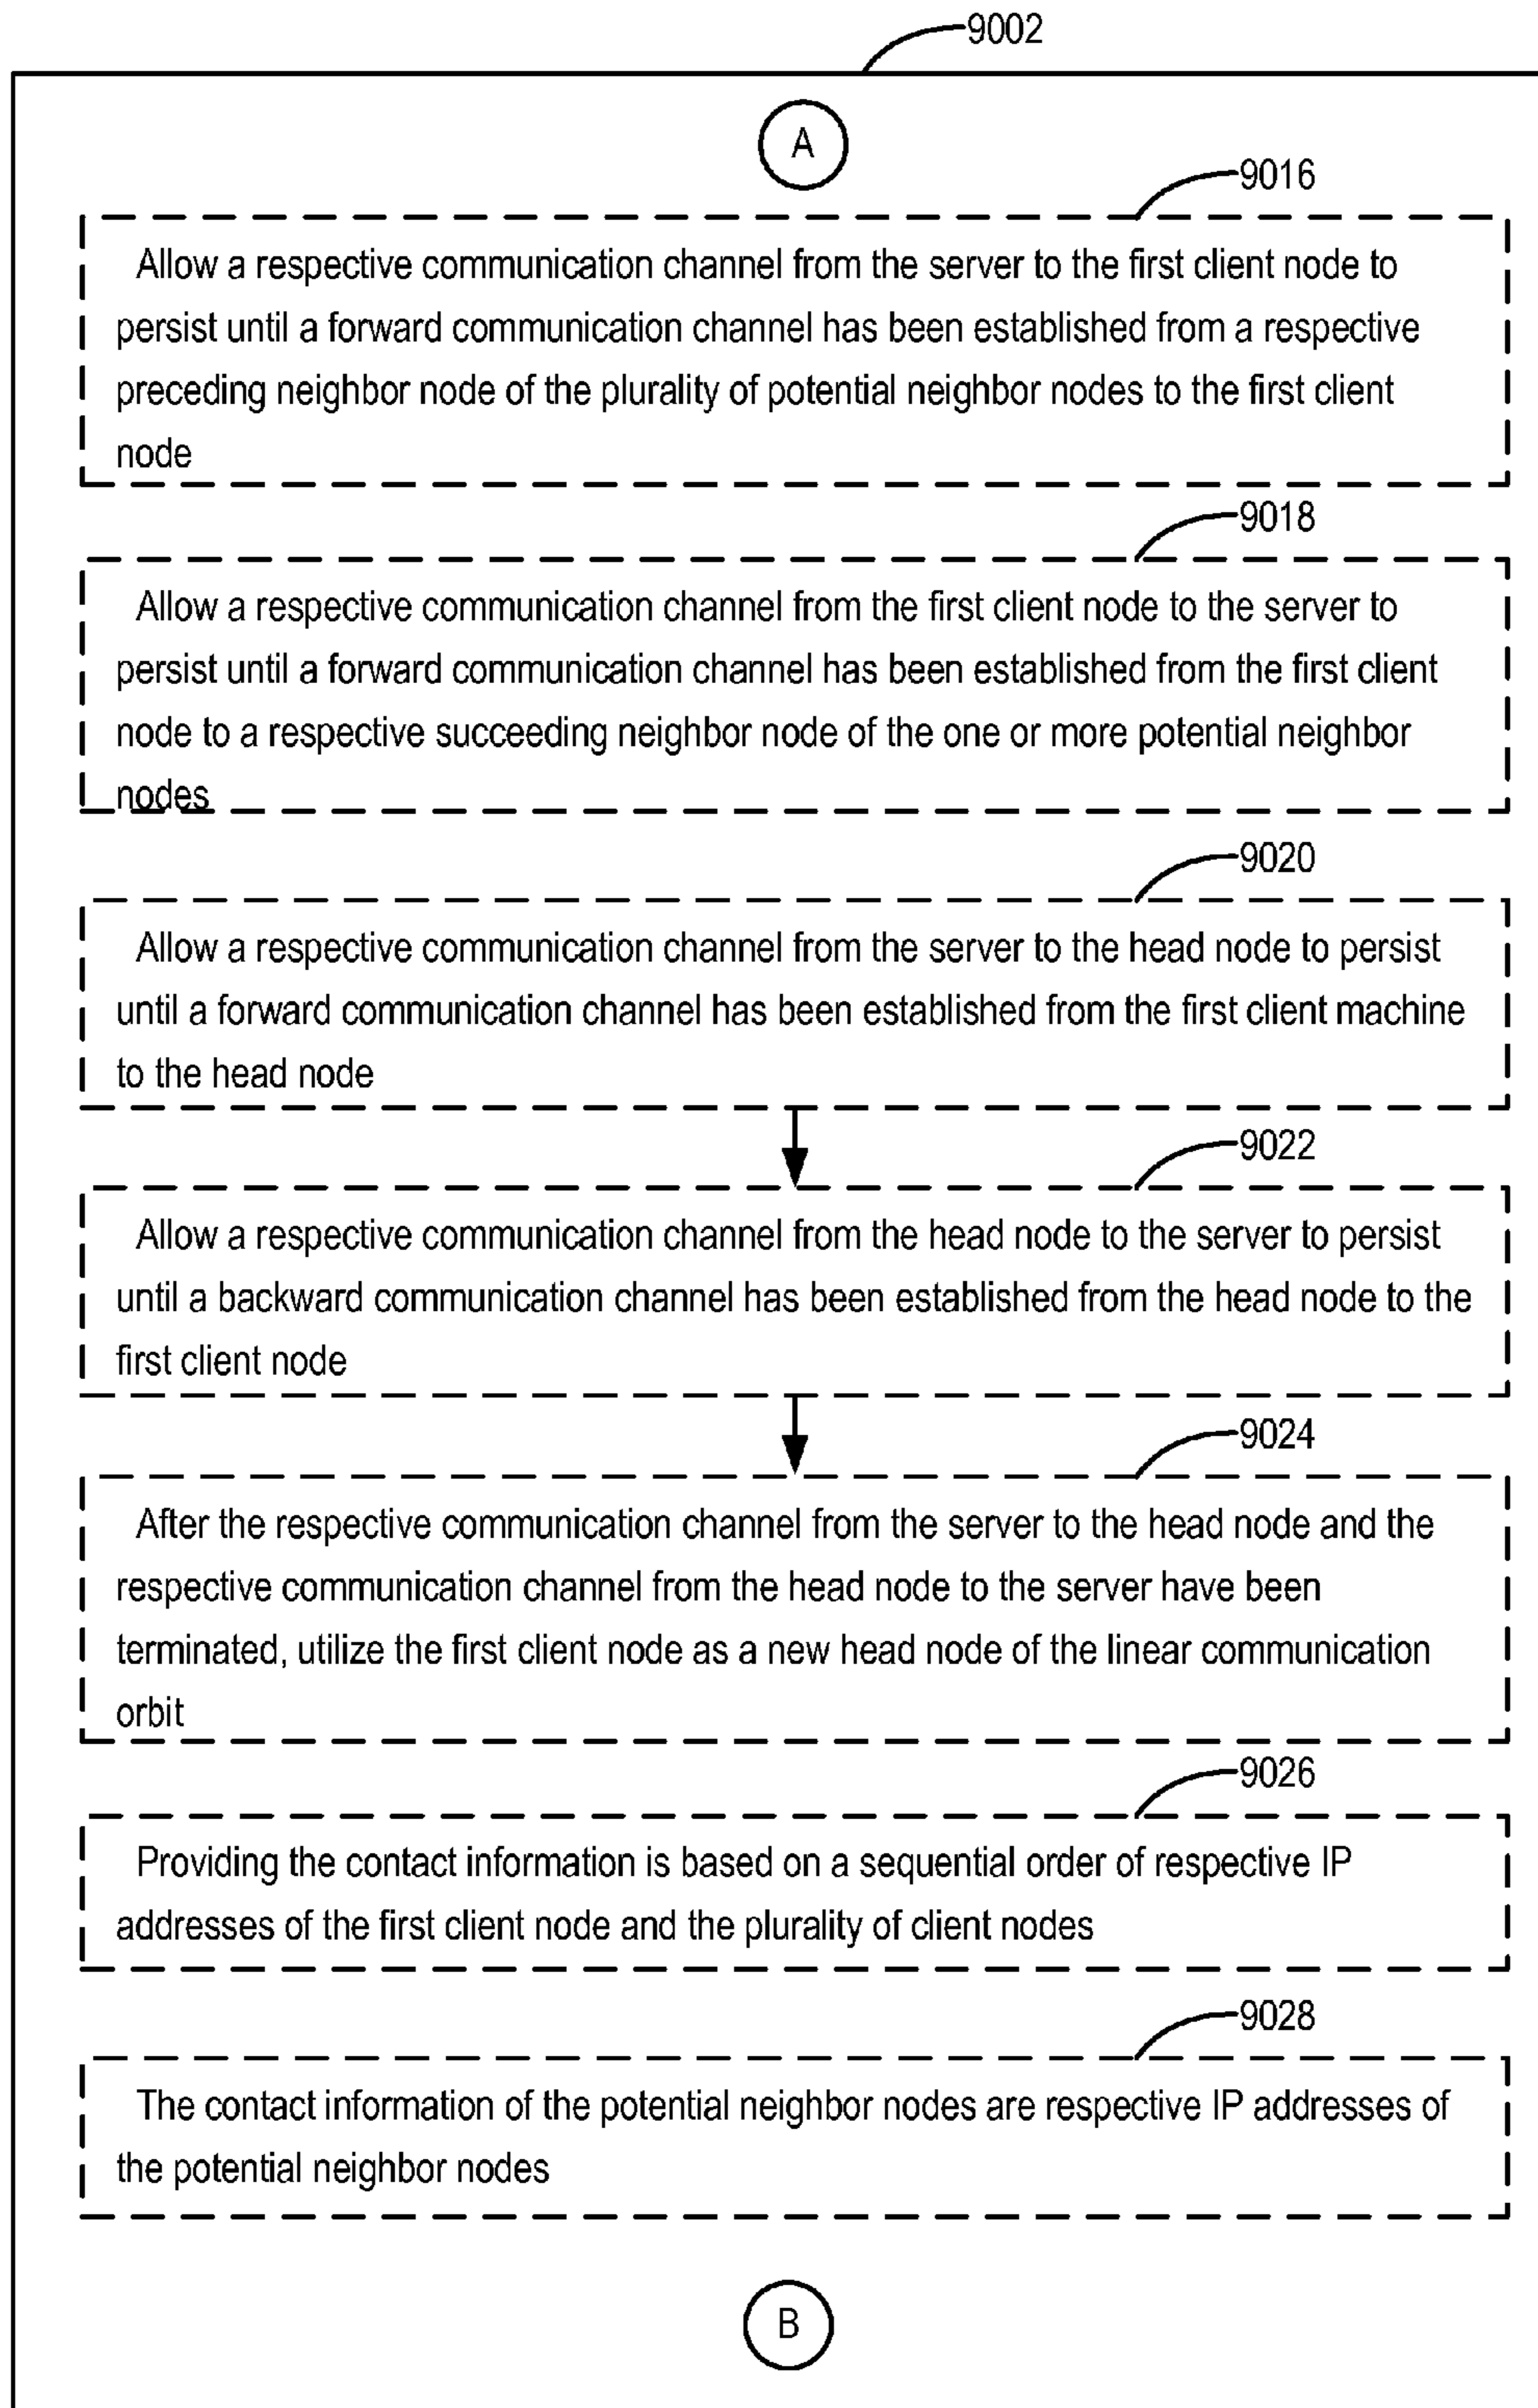 9002
A
9016
Allow a respective communication channel from the server to the first client node to
persist until a forward communication channel has been established from a respective
preceding neighbor node of the plurality of potential neighbor nodes to the first client
node
9018
Allow a respective communication channel from the first client node to the server to
persist until a forward communication channel has been established from the first client
node to a respective succeeding neighbor node of the one or more potential neighbor
nodes
9020
Allow a respective communication channel from the server to the head node to persist
until a forward communication channel has been established from the first client machine
to the head node
9022
Allow a respective communication channel from the head node to the server to persist
until a backward communication channel has been established from the head node to the
first client node
9024
After the respective communication channel from the server to the head node and the
respective communication channel from the head node to the server have been
terminated, utilize the first client node as a new head node of the linear communication
orbit
9026
Providing the contact information is based on a sequential order of respective IP
addresses of the first client node and the plurality of client nodes
9028
The contact information of the potential neighbor nodes are respective IP addresses of
the potential neighbor nodes
B